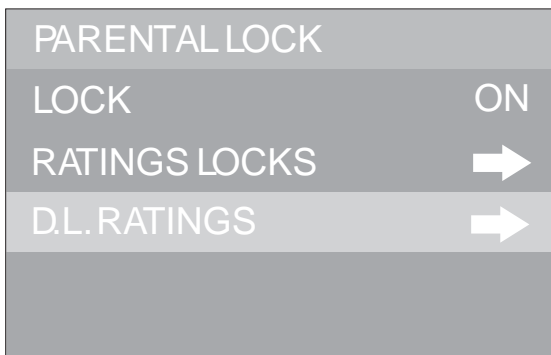 PARENTAL LOCK
LOCK ON
RATINGS LOCKS
D.L. RATINGS